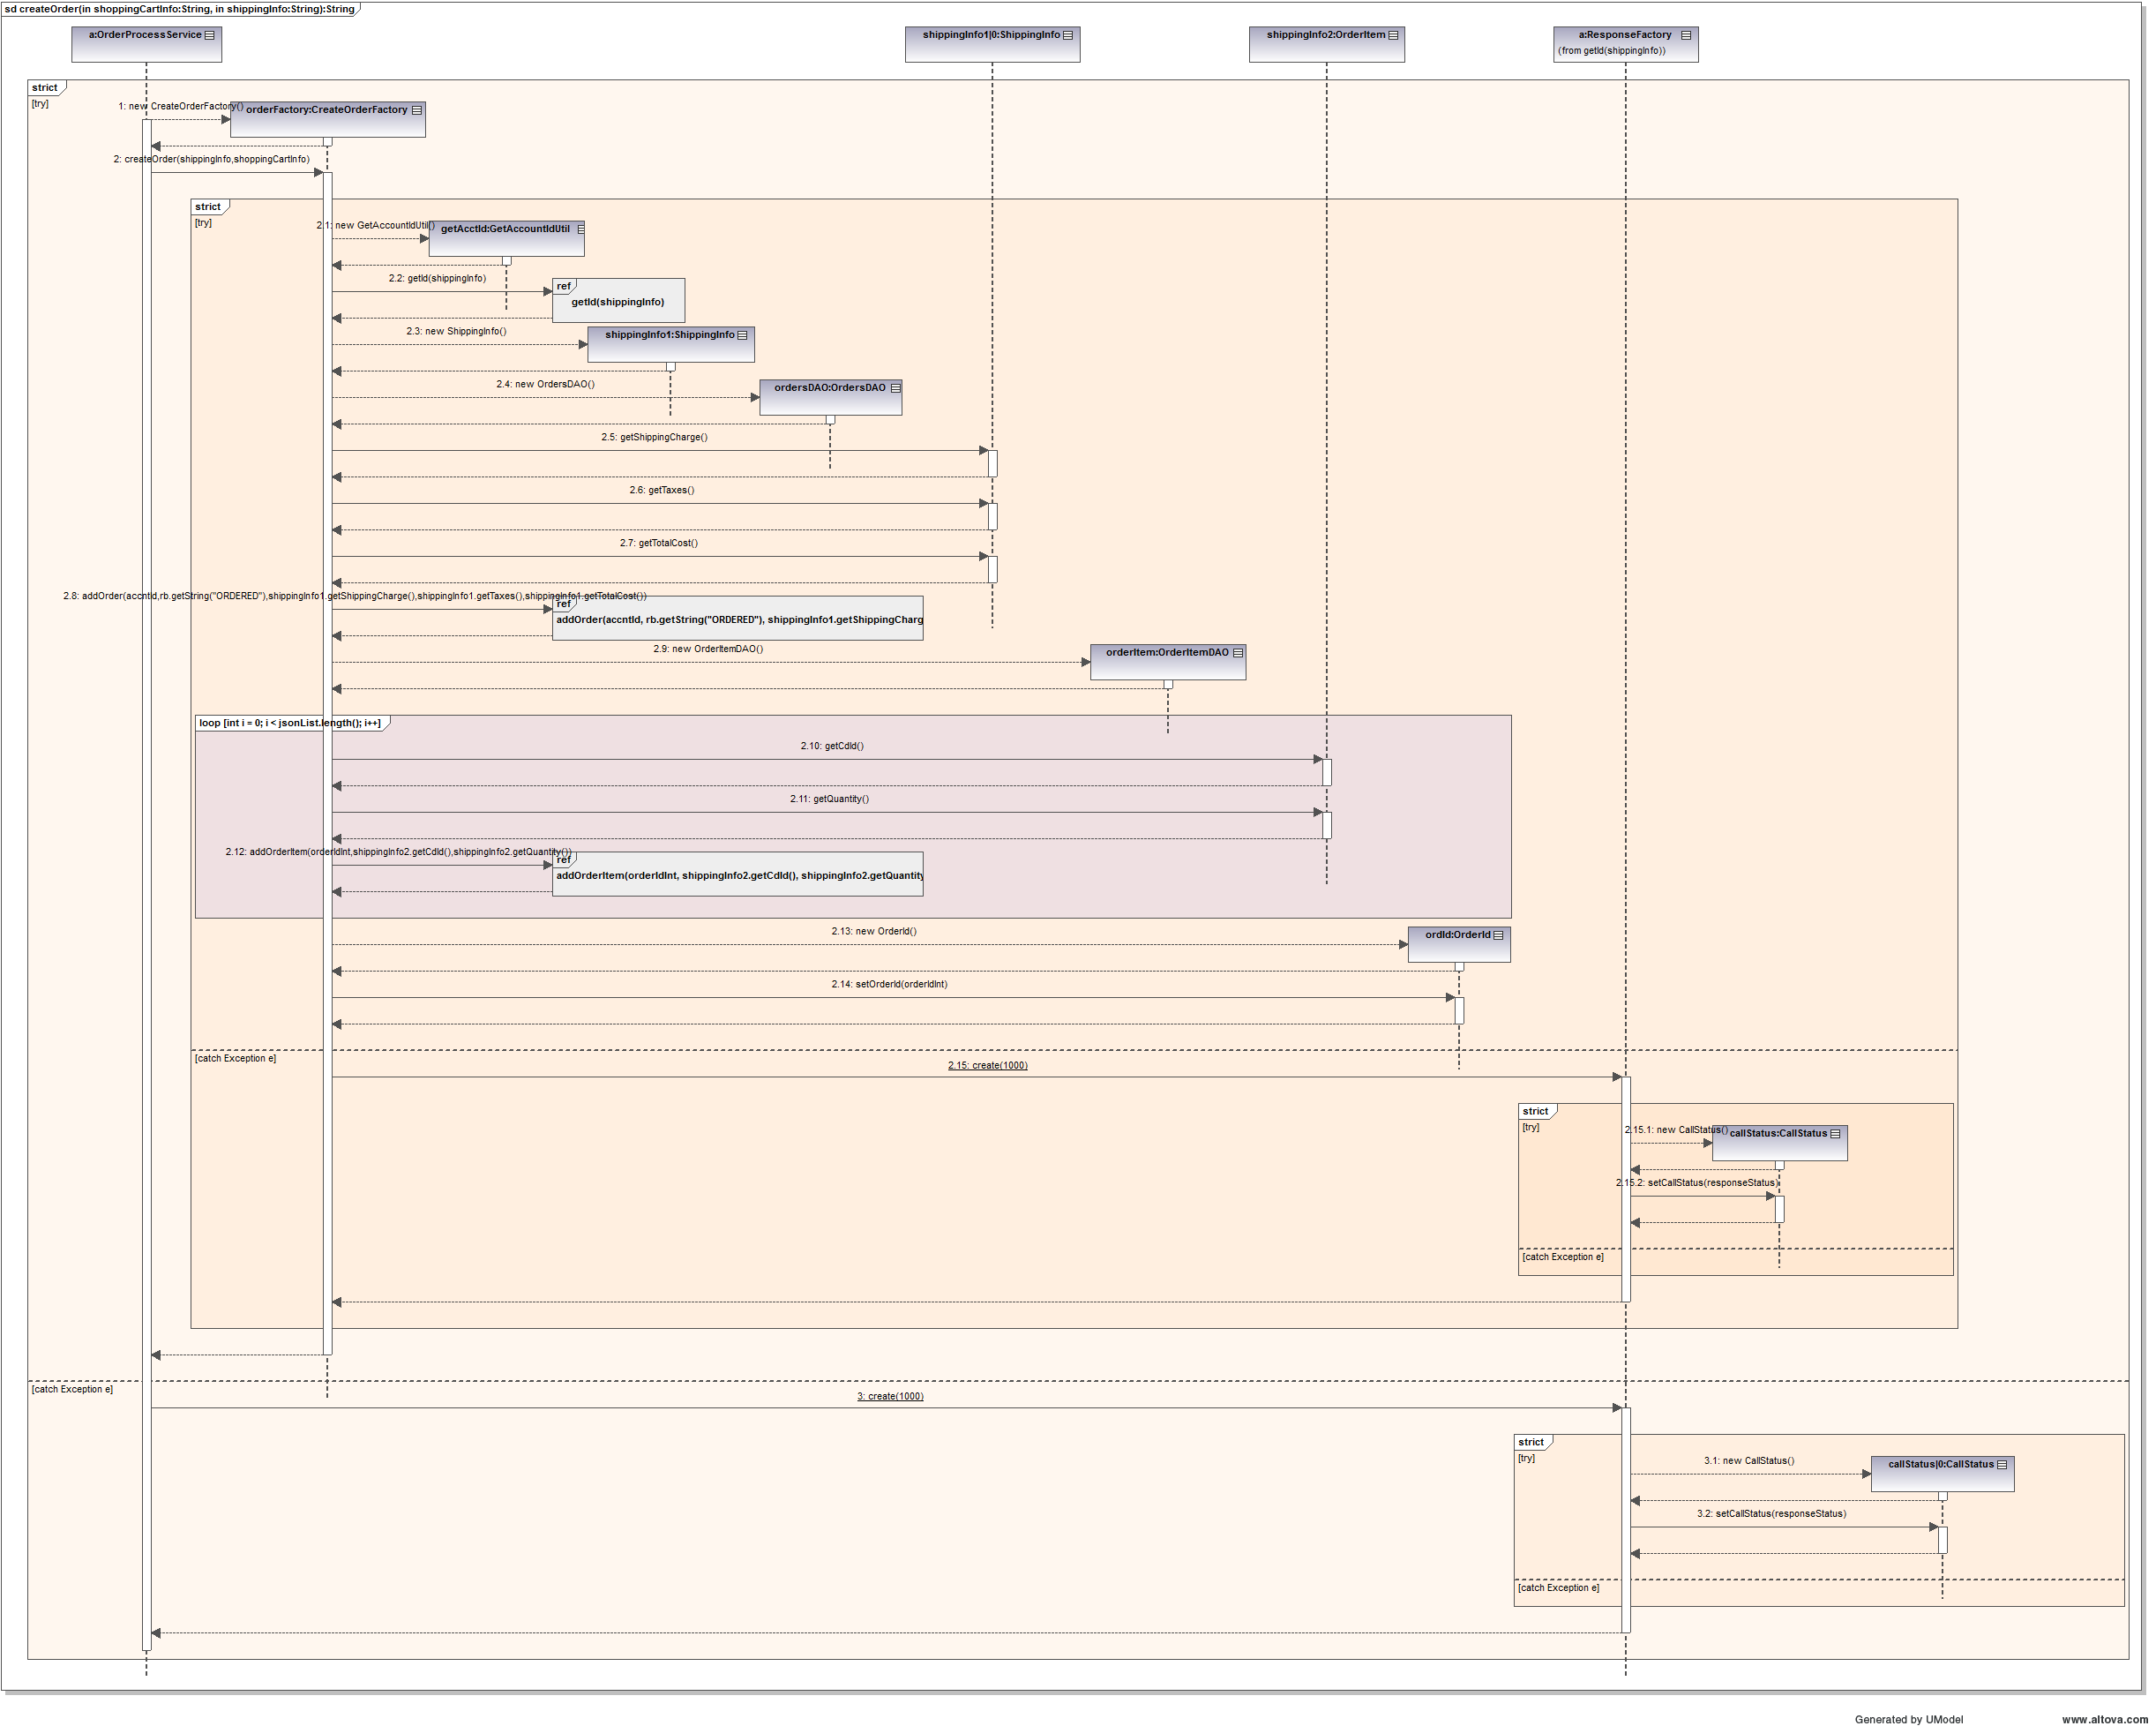 sd createOrder(in shoppingCartInfo:String, in shippingInfo:String):String
a:OrderProcessService
shippingInfo1|0:ShippingInfo
shippingInfo2:OrderItem
a:ResponseFactory
(from getId(shippingInfo))
strict
[try]
1: new CreateOrderFactory()
orderFactory:CreateOrderFactory
2: createOrder(shippingInfo,shoppingCartInfo)
strict
[try]
2.1: new GetAccountIdUtil()
getAcctId:GetAccountIdUtil
2.2: getId(shippingInfo)
ref
getId(shippingInfo)
2.3: new ShippingInfo()
shippingInfo1:ShippingInfo
2.4: new OrdersDAO()
ordersDAO:OrdersDAO
2.5: getShippingCharge()
2.6: getTaxes()
2.7: getTotalCost()
2.8: addOrder(accntId,rb.getString("ORDERED"),shippingInfo1.getShippingCharge(),shippingInfo1.getTaxes(),shippingInfo1.getTotalCost())
ref
addOrder(accntId, rb.getString("ORDERED"), shippingInfo1.getShippingCharg
2.9: new OrderItemDAO()
orderItem:OrderItemDAO
loop [int i = 0; i < jsonList.length(); i++]
2.10: getCdId()
2.11: getQuantity()
2.12: addOrderItem(orderIdInt,shippingInfo2.getCdId(),shippingInfo2.getQuantity())
ref
addOrderItem(orderIdInt, shippingInfo2.getCdId(), shippingInfo2.getQuantity
2.13: new OrderId()
ordId:OrderId
2.14: setOrderId(orderIdInt)
[catch Exception e]
2.15: create(1000)
strict
[try]
2.15.1: new CallStatus()
callStatus:CallStatus
2.15.2: setCallStatus(responseStatus)
[catch Exception e]
[catch Exception e]
3: create(1000)
strict
[try]
3.1: new CallStatus()
callStatus|0:CallStatus
3.2: setCallStatus(responseStatus)
[catch Exception e]
Generated by UModel
www.altova.com